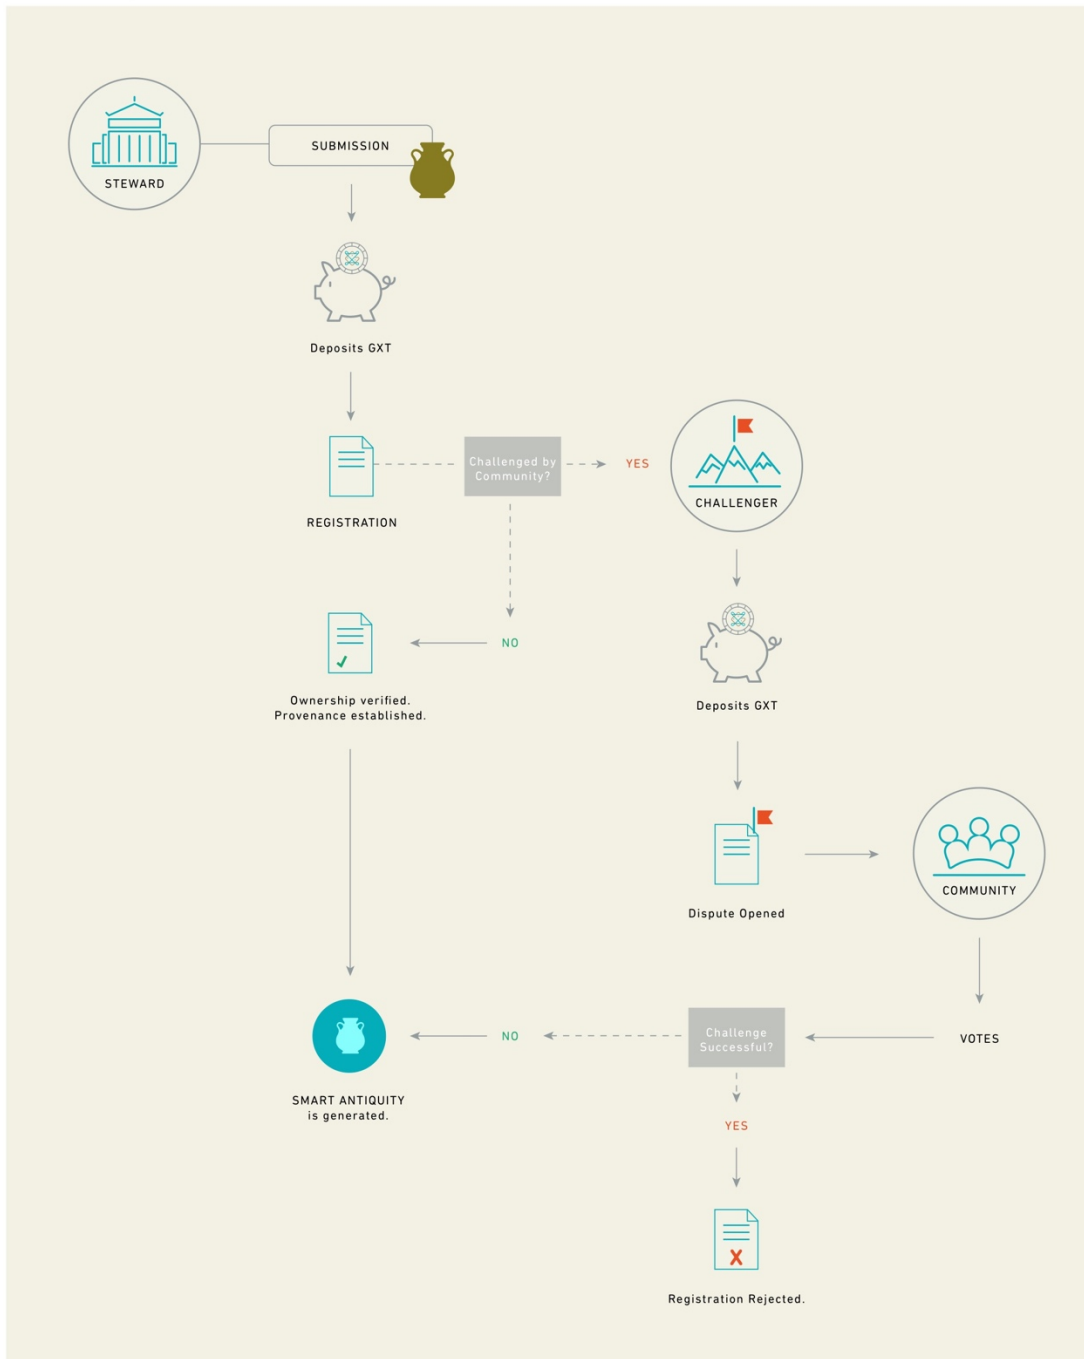 SUBMISSION
STEWARD
Deposits GXT
Challenged by
Community?
YES
CHALLENGER
REGISTRATION
NO
Ownership verified.
Provenance established.
Deposits GXT
Dispute Opened
COMMUNITY
VOTES
Challenge
Successful?
NO
SMART ANTIQUITY
is generated.
YES
Registration Rejected.